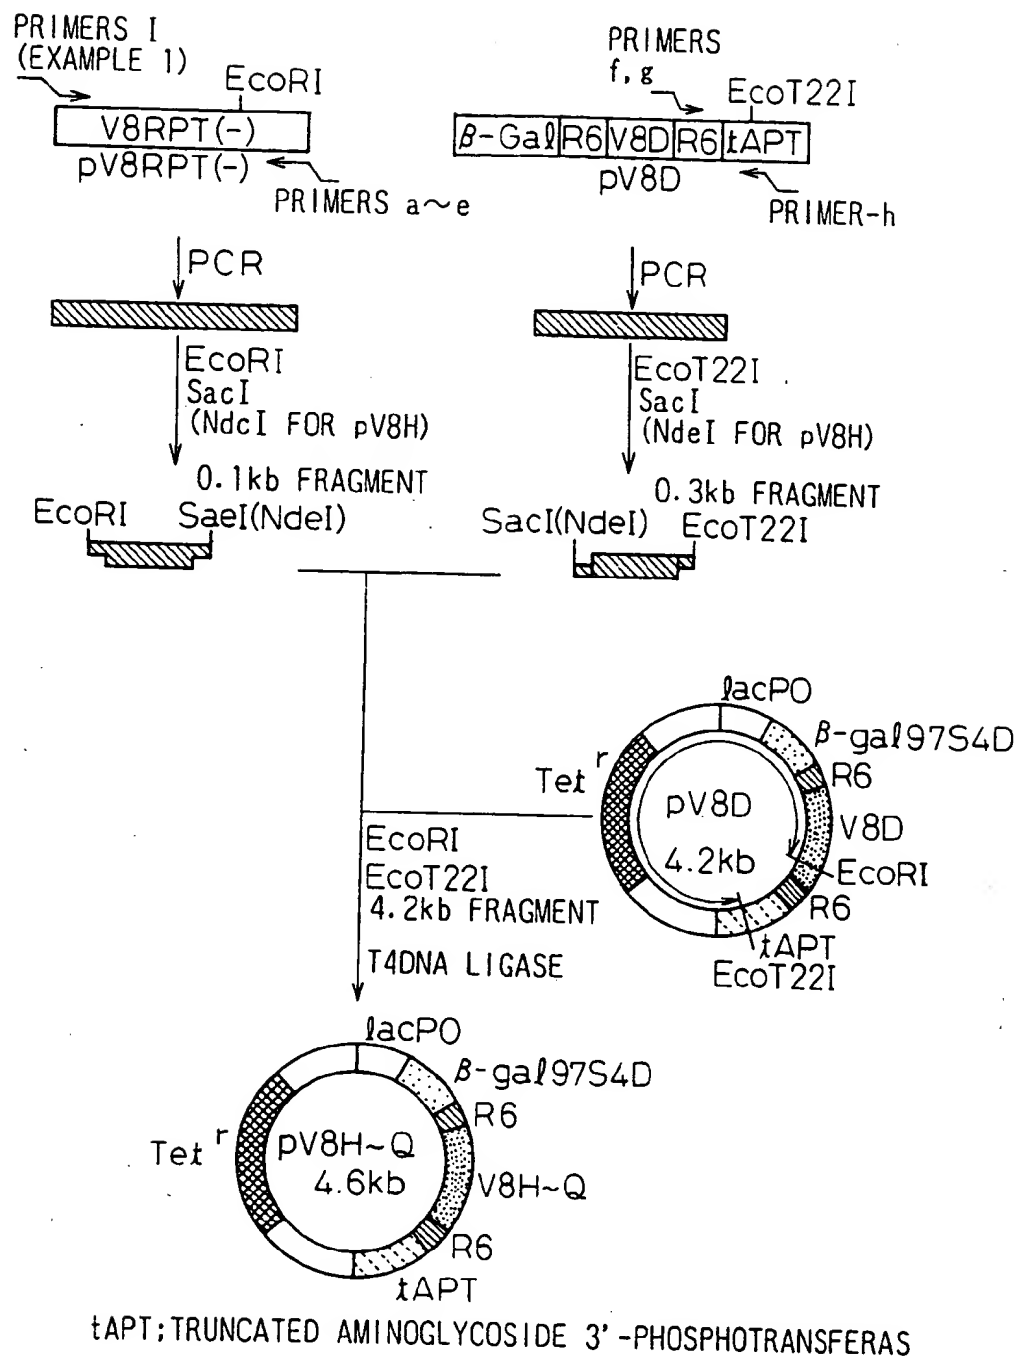 PRIMERS I
(EXAMPLE 1)
EcoRI
V8RPT(-)
pV8RPT(-)
PRIMERS a~e
PCR
EcoRI
SacI
(NdcI FOR pV8H)
0.1kb FRAGMENT
EcoRI SaeI(NdeI)
PRIMERS
f, g
EcoT22I
β-Gal R6 V8D R6 tAPT
pV8D
PRIMER-h
PCR
EcoT22I
SacI
(NdeI FOR pV8H)
0.3kb FRAGMENT
SacI(NdeI) EcoT22I
EcoRI
EcoT22I
4.2kb FRAGMENT
T4DNA LIGASE
lacPO
β-gal97S4D
R6
V8D
EcoRI
R6
tAPT
EcoT22I
Tet r
pV8D
4.2kb
lacPO
β-gal97S4D
R6
V8H~Q
R6
tAPT
Tet r
pV8H~Q
4.6kb
tAPT;TRUNCATED AMINOGLYCOSIDE 3'-PHOSPHOTRANSFERAS